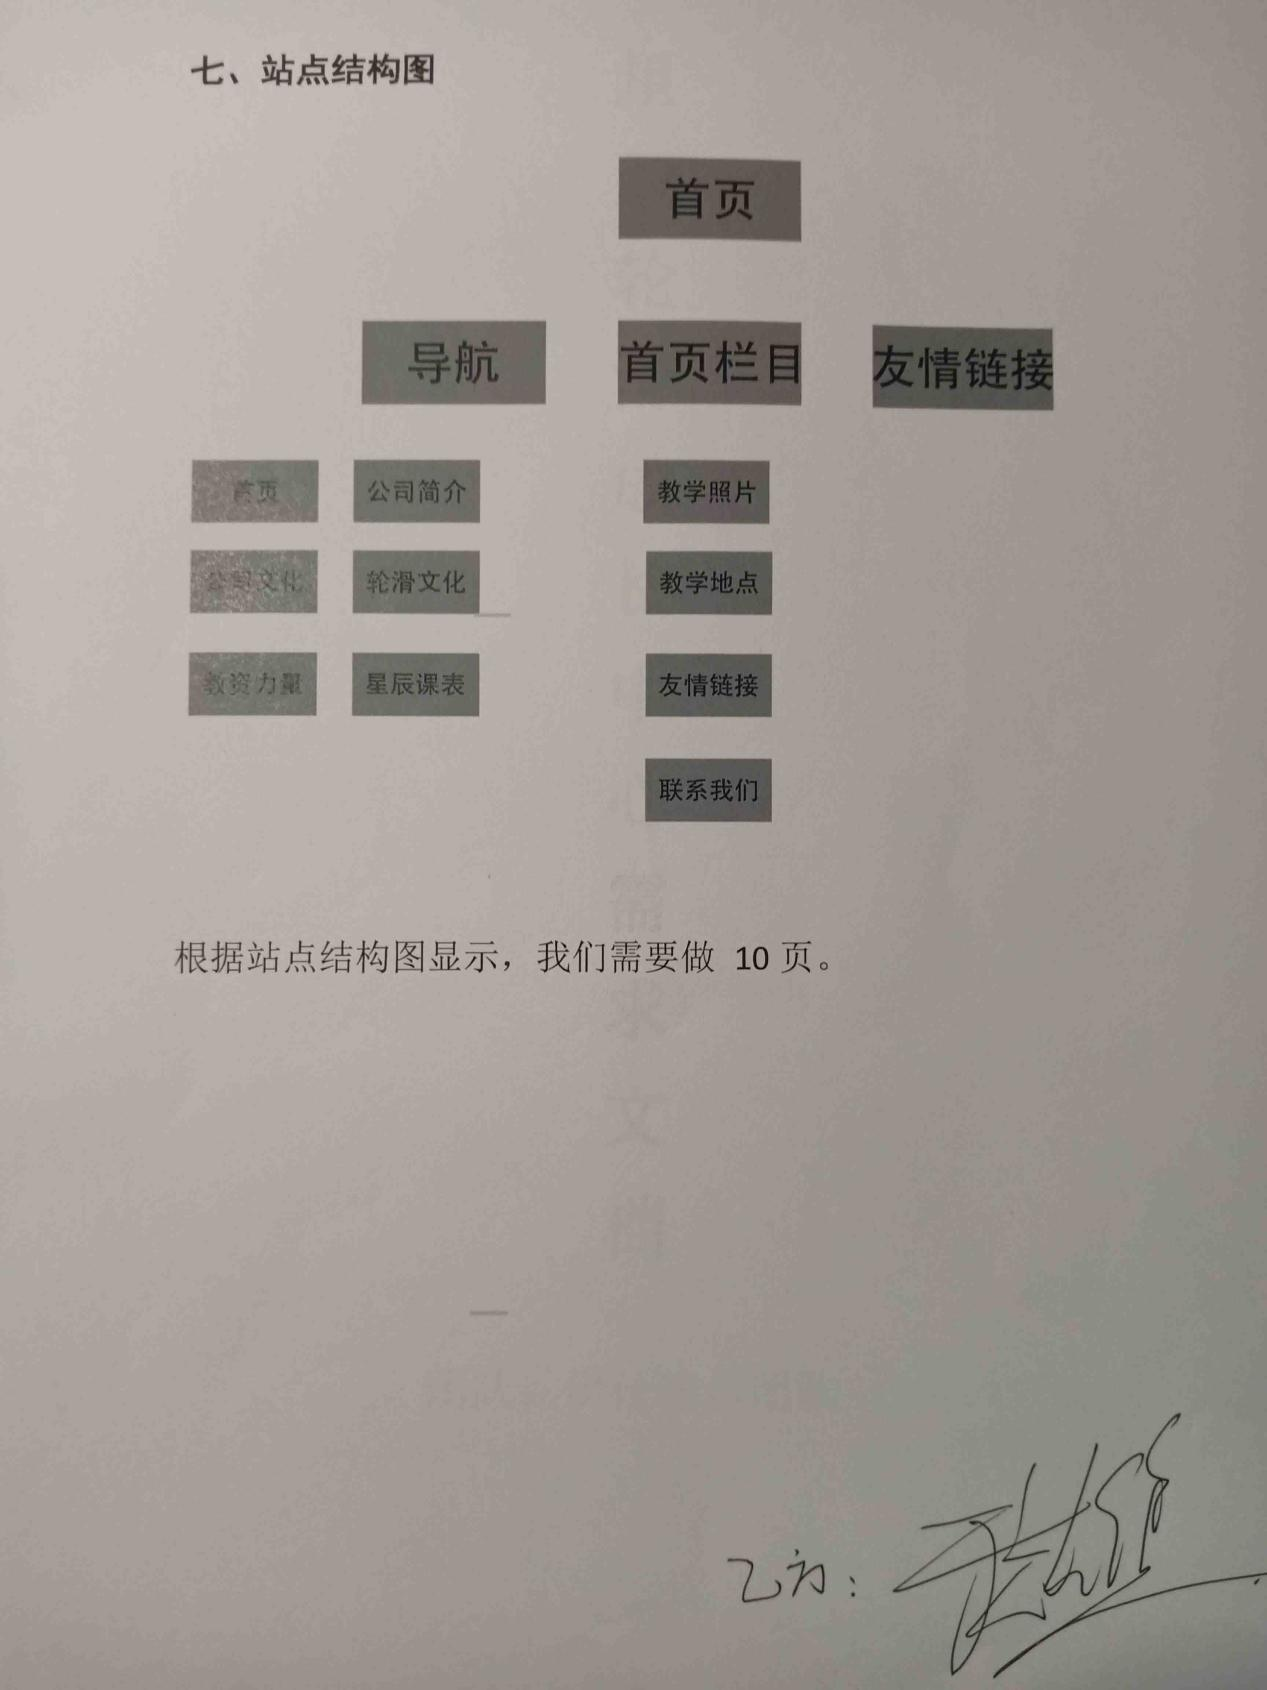 七、站点结构图
首页
导航 首页栏目 友情链接
首页 公司简介 教学照片
公司文化 轮滑文化 教学地点
教资力量 星辰课表 友情链接
联系我们
根据站点结构图显示，我们需要做 10 页。
乙方：